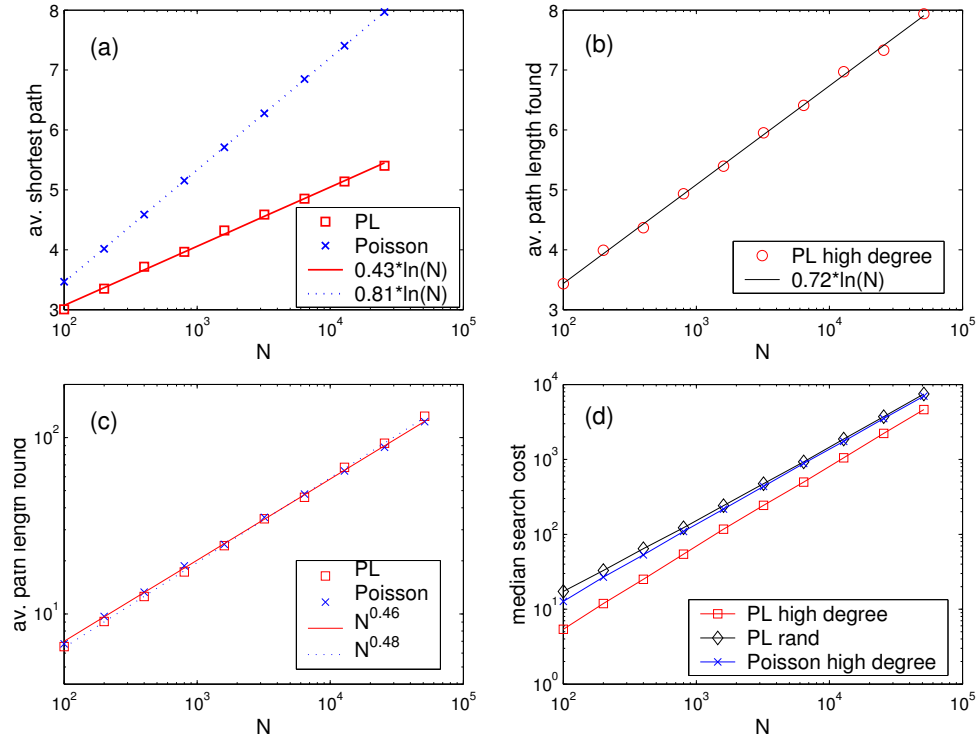 (a)
av. shortest path
8
7
6
5
4
3
PL
Poisson
0.43*ln(N)
0.81*ln(N)
10^2
10^3
10^4
10^5
N
(b)
av. path length found
8
7
6
5
4
3
PL high degree
0.72*ln(N)
10^2
10^3
10^4
10^5
N
(c)
av. path length found
10^2
10^1
PL
Poisson
N^0.46
N^0.48
10^2
10^3
10^4
10^5
N
(d)
median search cost
10^4
10^3
10^2
10^1
10^0
PL high degree
PL rand
Poisson high degree
10^2
10^3
10^4
10^5
N